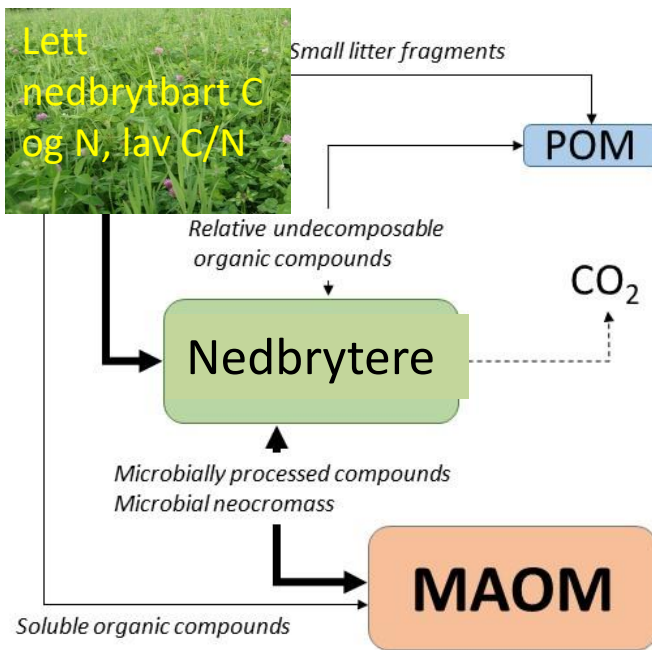 Lett
nedbrytbart C
og N, lav C/N
Small litter fragments
POM
Relative undecomposable
organic compounds
CO₂
Nedbrytere
Microbially processed compounds
Microbial neocromass
MAOM
Soluble organic compounds